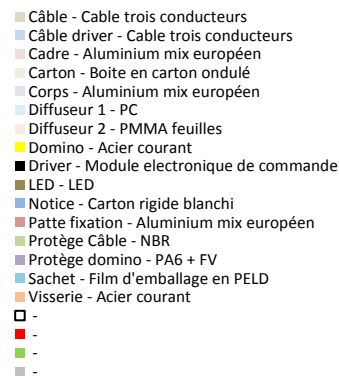 Câble - Cable trois conducteurs
Câble driver - Cable trois conducteurs
Cadre - Aluminium mix européen
Carton - Boite en carton ondulé
Corps - Aluminium mix européen
Diffuseur 1 - PC
Diffuseur 2 - PMMA feuilles
Domino - Acier courant
Driver - Module electronique de commande
LED - LED
Notice - Carton rigide blanchi
Patte fixation - Aluminium mix européen
Protège Câble - NBR
Protège domino - PA6 + FV
Sachet - Film d'emballage en PELD
Visserie - Acier courant
-
-
-
-